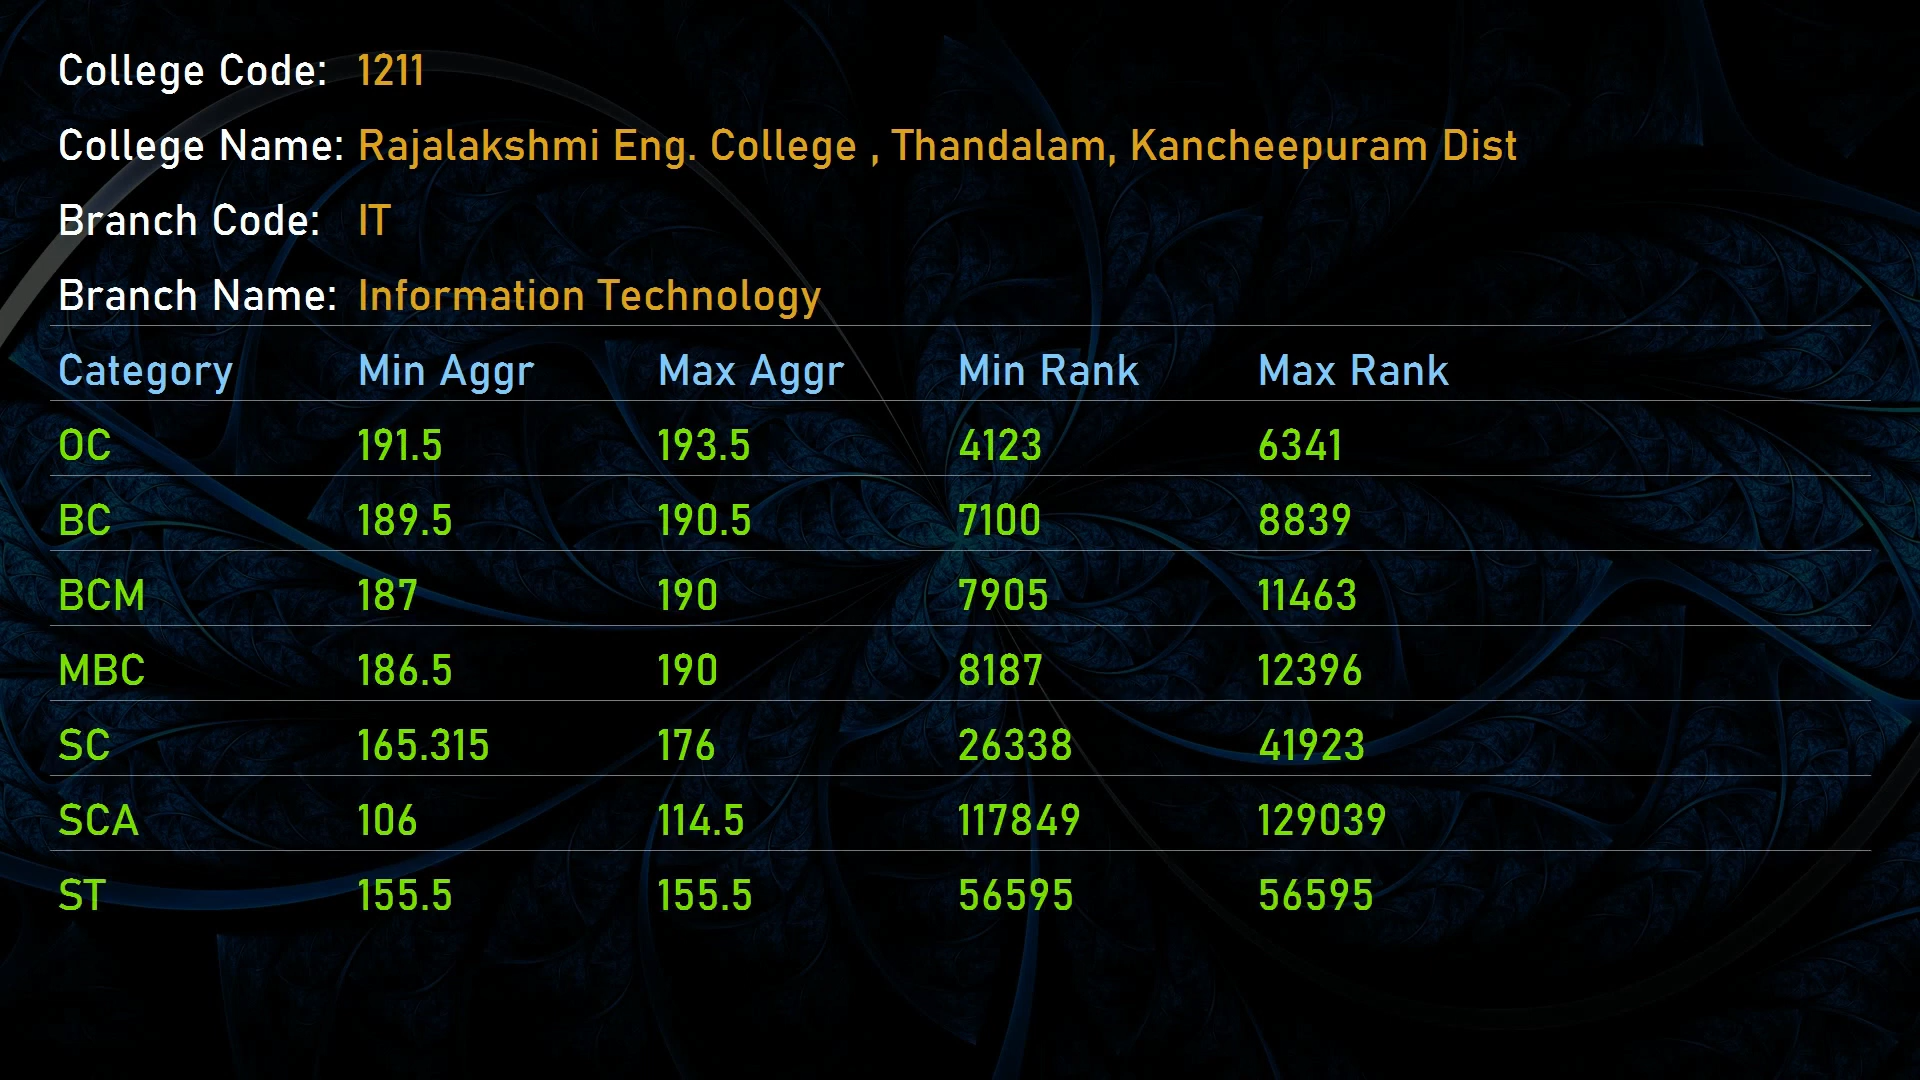 College Code: 1211
College Name: Rajalakshmi Eng. College , Thandalam, Kancheepuram Dist
Branch Code: IT
Branch Name: Information Technology
Category Min Aggr Max Aggr Min Rank Max Rank
OC 191.5 193.5 4123 6341
BC 189.5 190.5 7100 8839
BCM 187 190 7905 11463
MBC 186.5 190 8187 12396
SC 165.315 176 26338 41923
SCA 106 114.5 117849 129039
ST 155.5 155.5 56595 56595